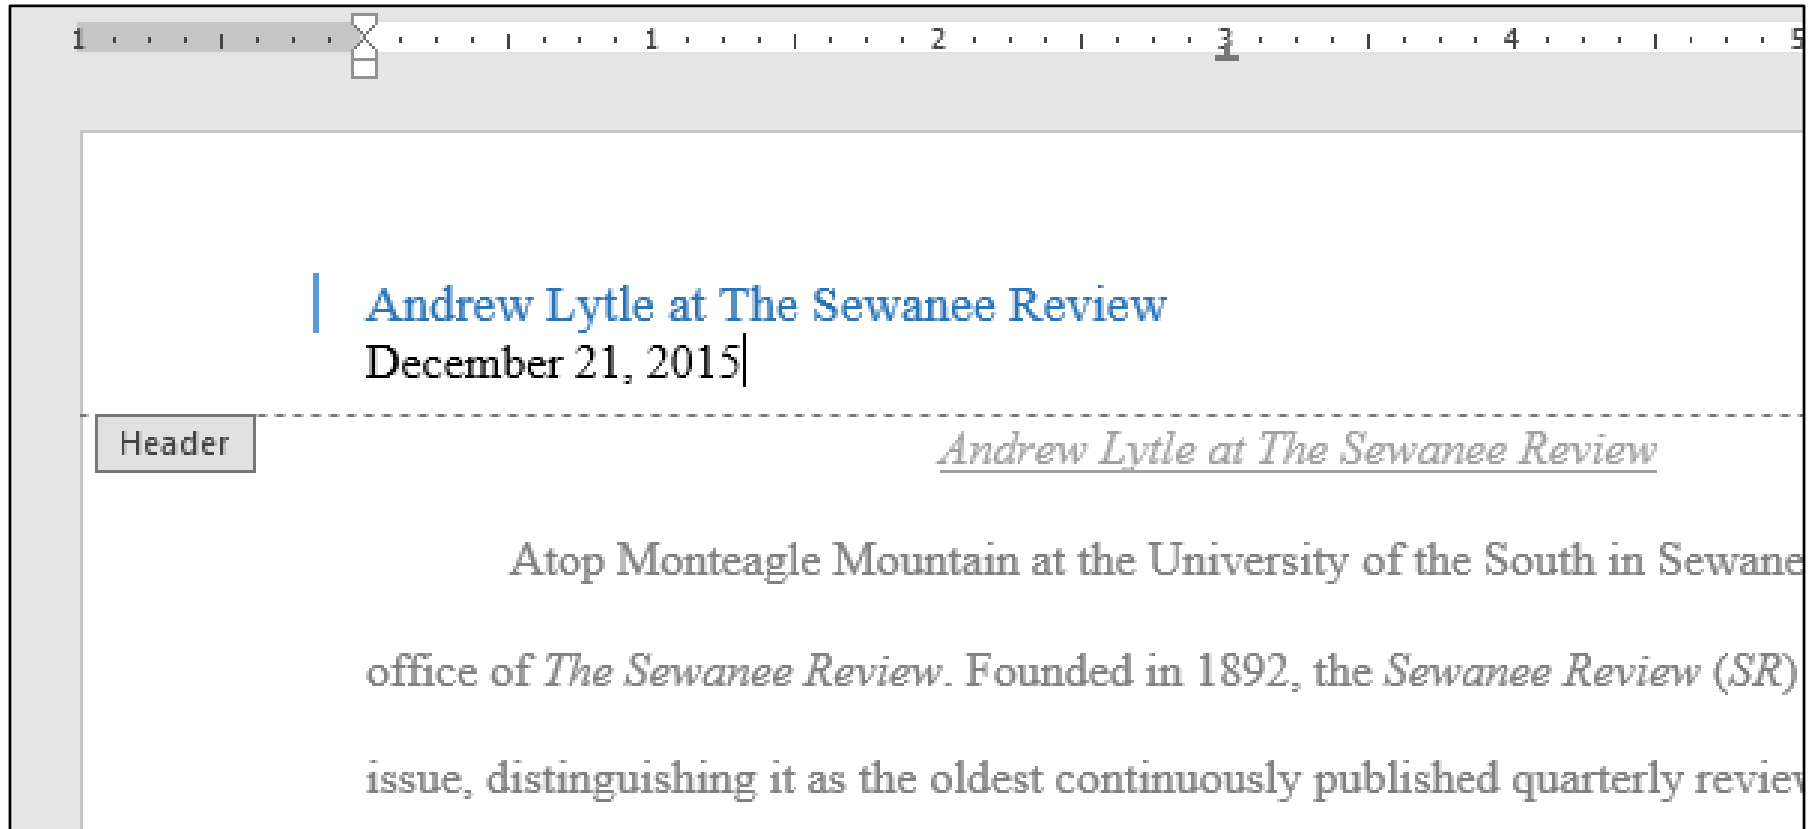 1 1 2 3 4 5
Andrew Lytle at The Sewanee Review
December 21, 2015
Header
Andrew Lytle at The Sewanee Review
Atop Monteagle Mountain at the University of the South in Sewane
office of The Sewanee Review. Founded in 1892, the Sewanee Review (SR)
issue, distinguishing it as the oldest continuously published quarterly review